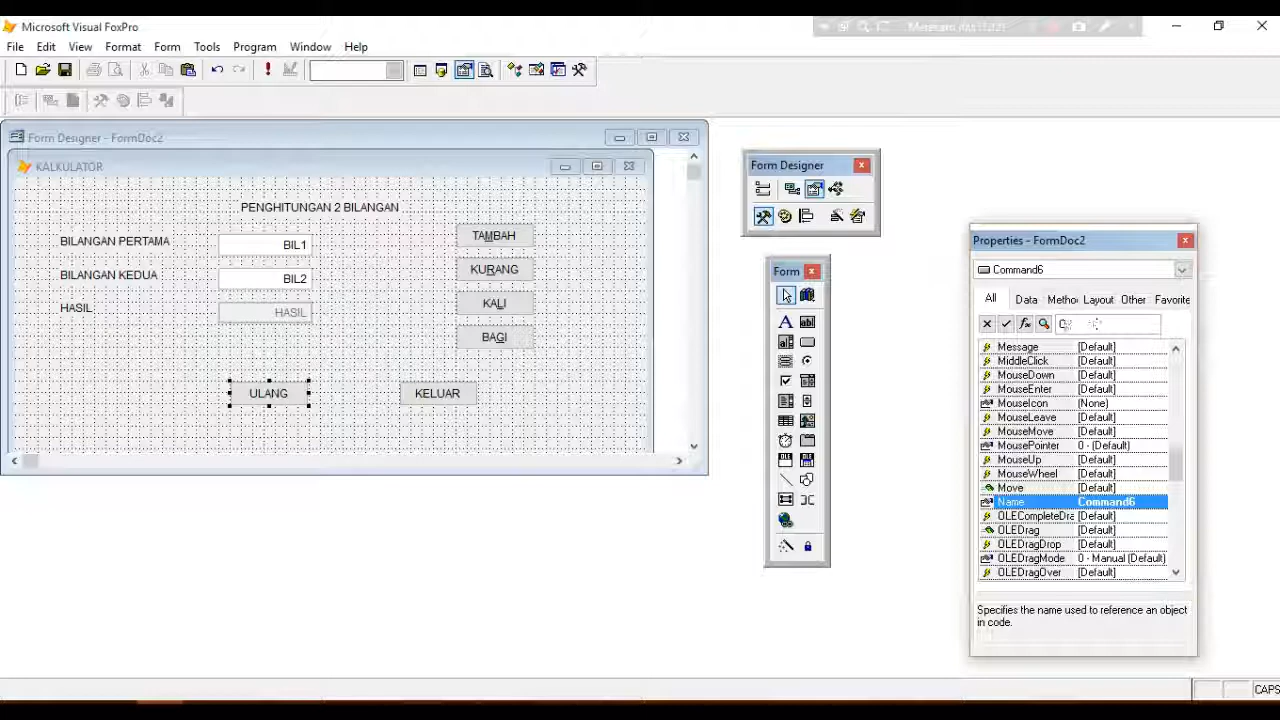 Microsoft Visual FoxPro
File Edit View Format Form Tools Program Window Help
Form Designer - FormDoc2
KALKULATOR
PENGHITUNGAN 2 BILANGAN
BILANGAN PERTAMA BIL1 TAMBAH
BILANGAN KEDUA BIL2 KURANG
HASIL HASIL KALI
BAGI
ULANG KELUAR
Form Designer
Form
Properties - FormDoc2
Command6
All Data Metho Layout Other Favorite
Message [Default]
MiddleClick [Default]
MouseDown [Default]
MouseEnter [Default]
MouseIcon (None)
MouseLeave [Default]
MouseMove [Default]
MousePointer 0 - (Default)
MouseUp [Default]
MouseWheel [Default]
Move [Default]
Name Command6
OLECompleteDra [Default]
OLEDrag [Default]
OLEDragDrop [Default]
OLEDragMode 0 - Manual (Default)
OLEDragOver [Default]
Specifies the name used to reference an object
in code.
CAPS